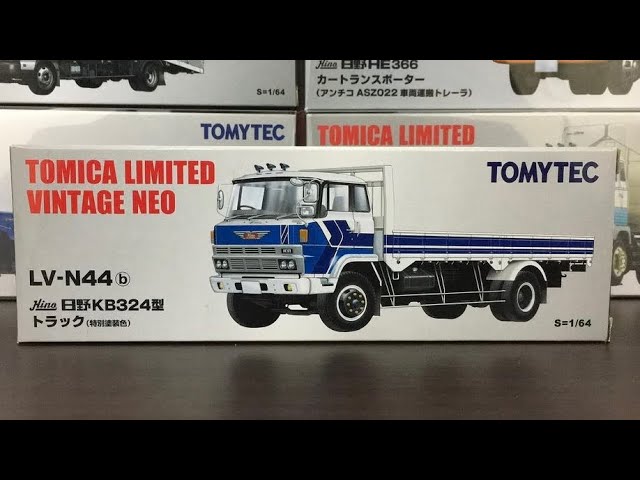 S=1/64
Hino 日野HE366
カートランスポーター
(アンチコ ASZ022 車両運搬トレーラ)
TOMYTEC
TOMICA LIMITED
TOMICA LIMITED
VINTAGE NEO
TOMYTEC
LV-N44 ⓑ
Hino 日野KB324型
トラック(特別塗装色)
S=1/64